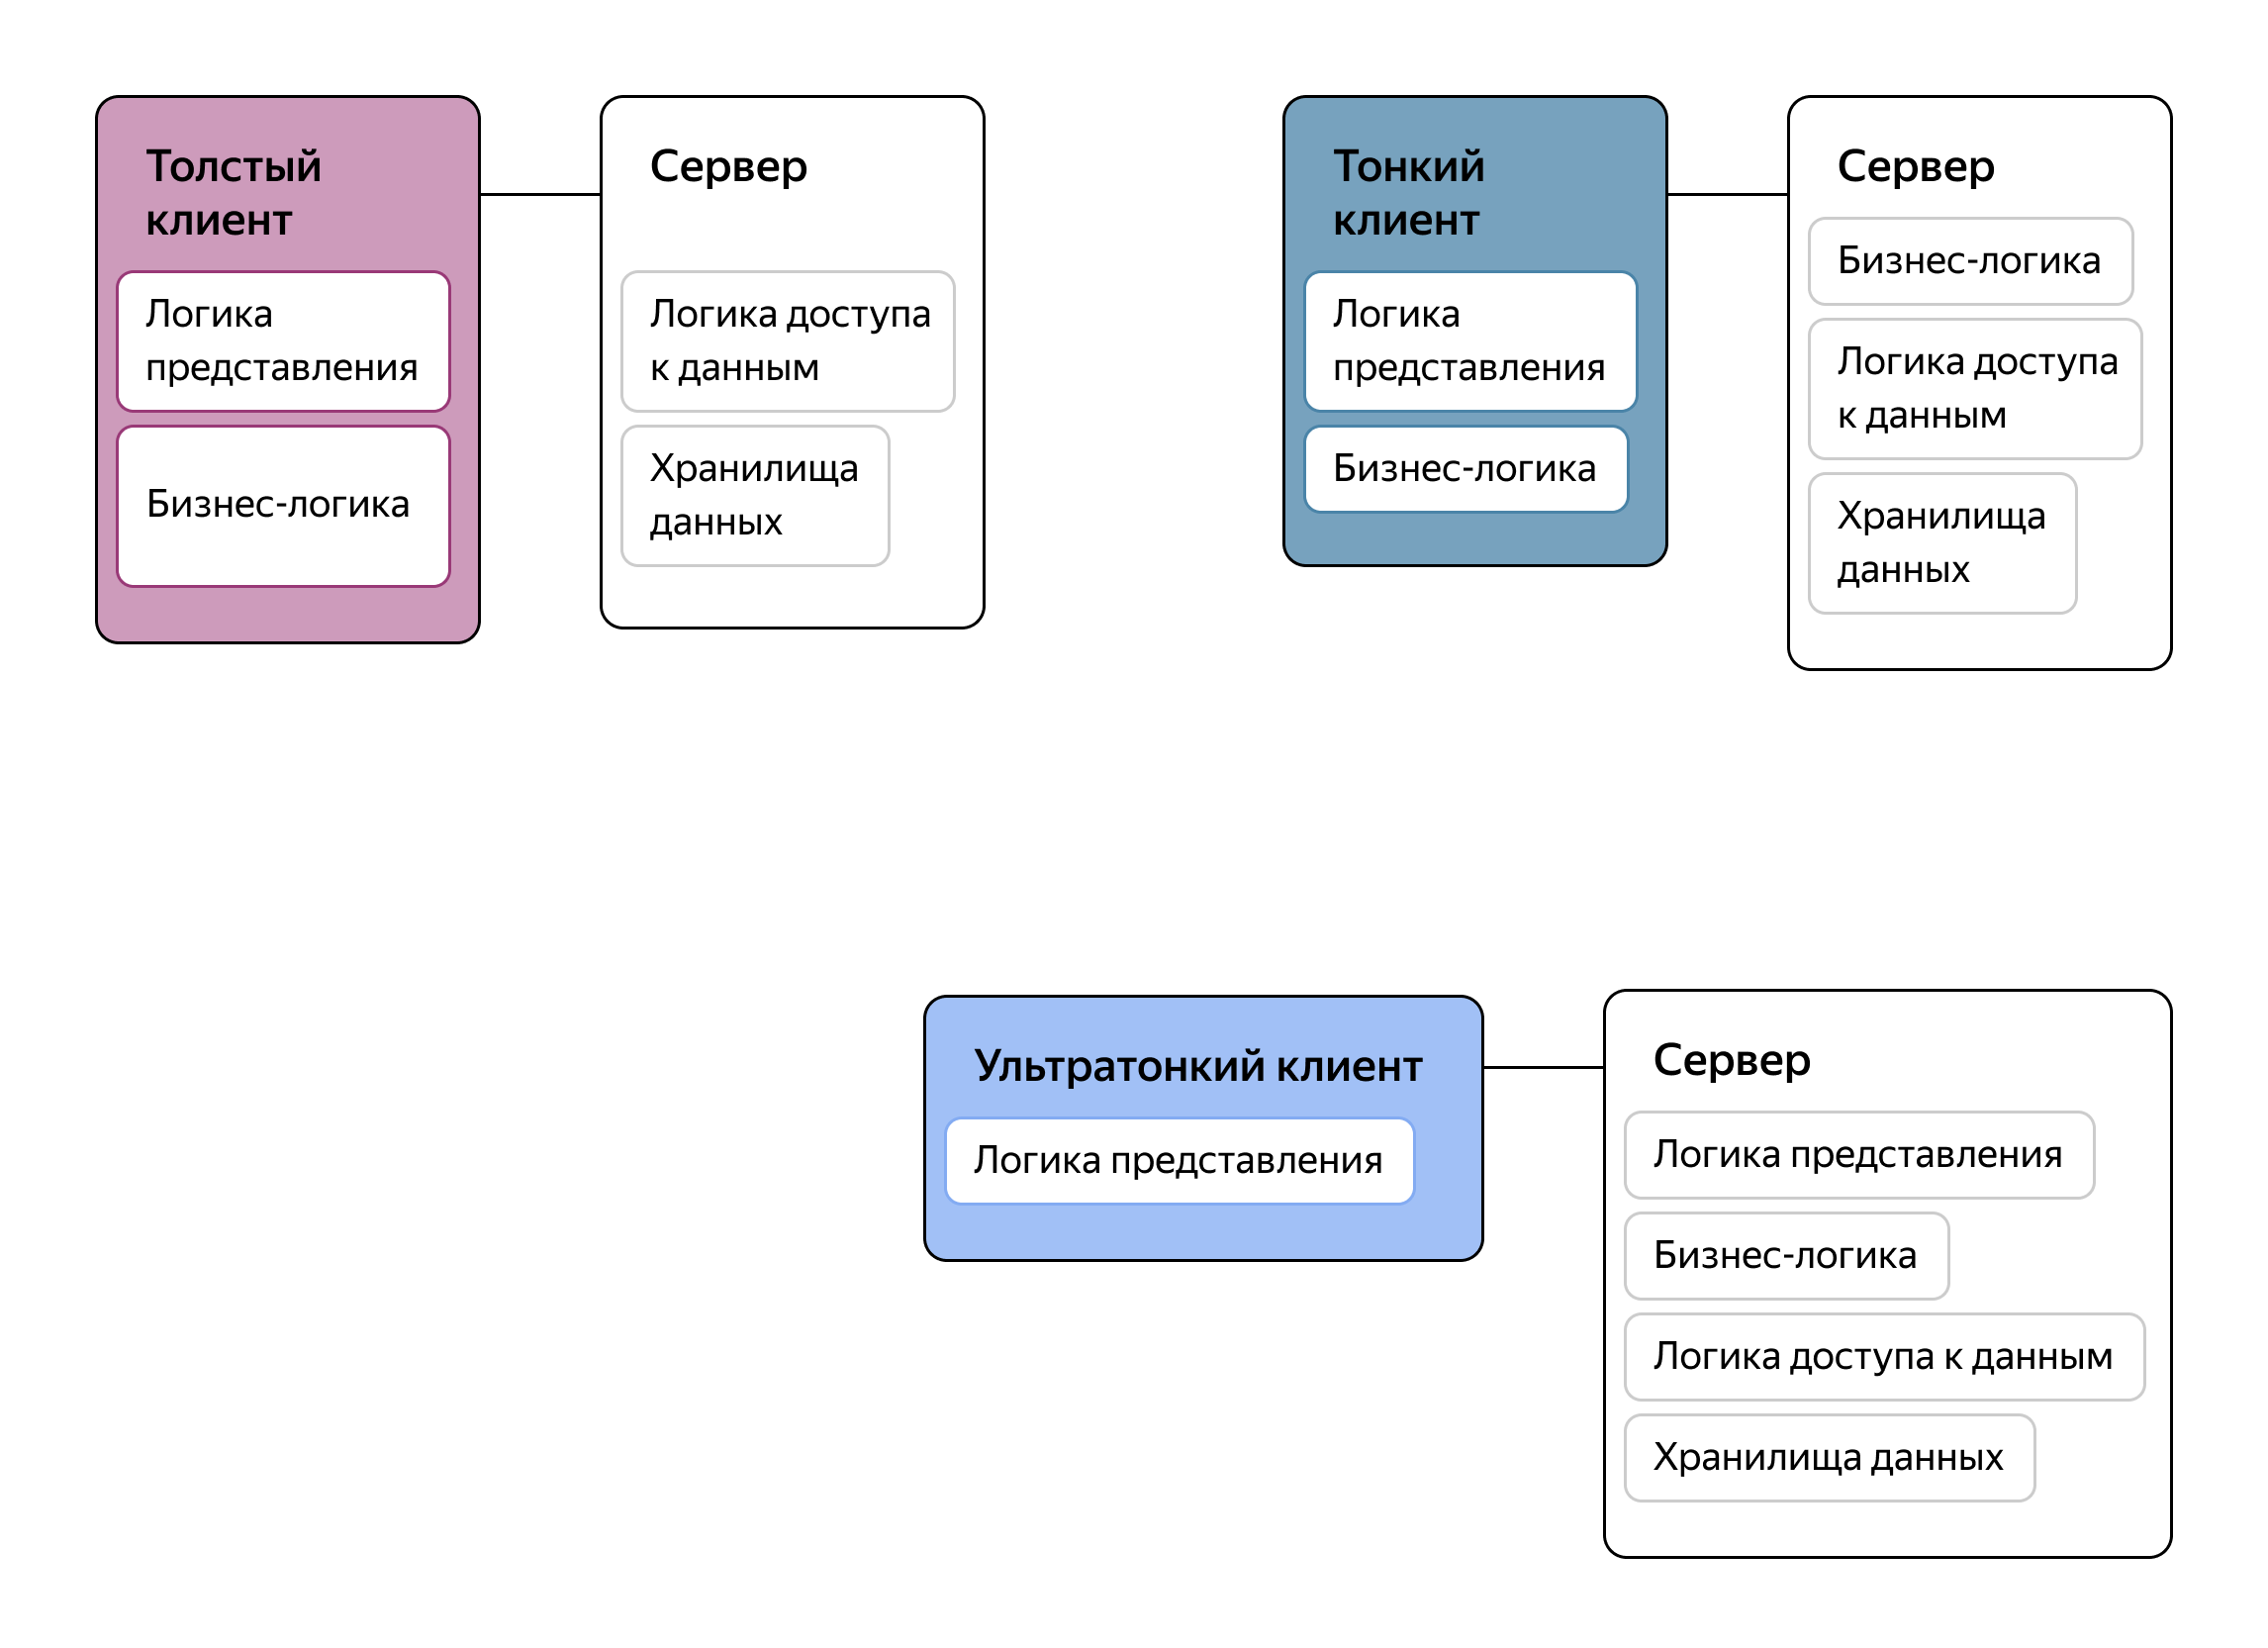 Толстый
клиент
Логика
представления
Бизнес-логика
Сервер
Логика доступа
к данным
Хранилища
данных
Тонкий
клиент
Логика
представления
Бизнес-логика
Сервер
Бизнес-логика
Логика доступа
к данным
Хранилища
данных
Ультратонкий клиент
Логика представления
Сервер
Логика представления
Бизнес-логика
Логика доступа к данным
Хранилища данных